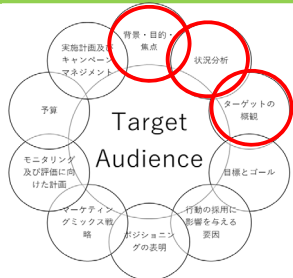 背景・目的・
焦点
状況分析
ターゲットの
概観
目標とゴール
行動の採用に
影響を与える
要因
ポジショニン
グの表明
マーケティン
グミックス戦
略
モニタリング
及び評価に向
けた計画
予算
実施計画及び
キャンペーン
マネジメント
Target
Audience